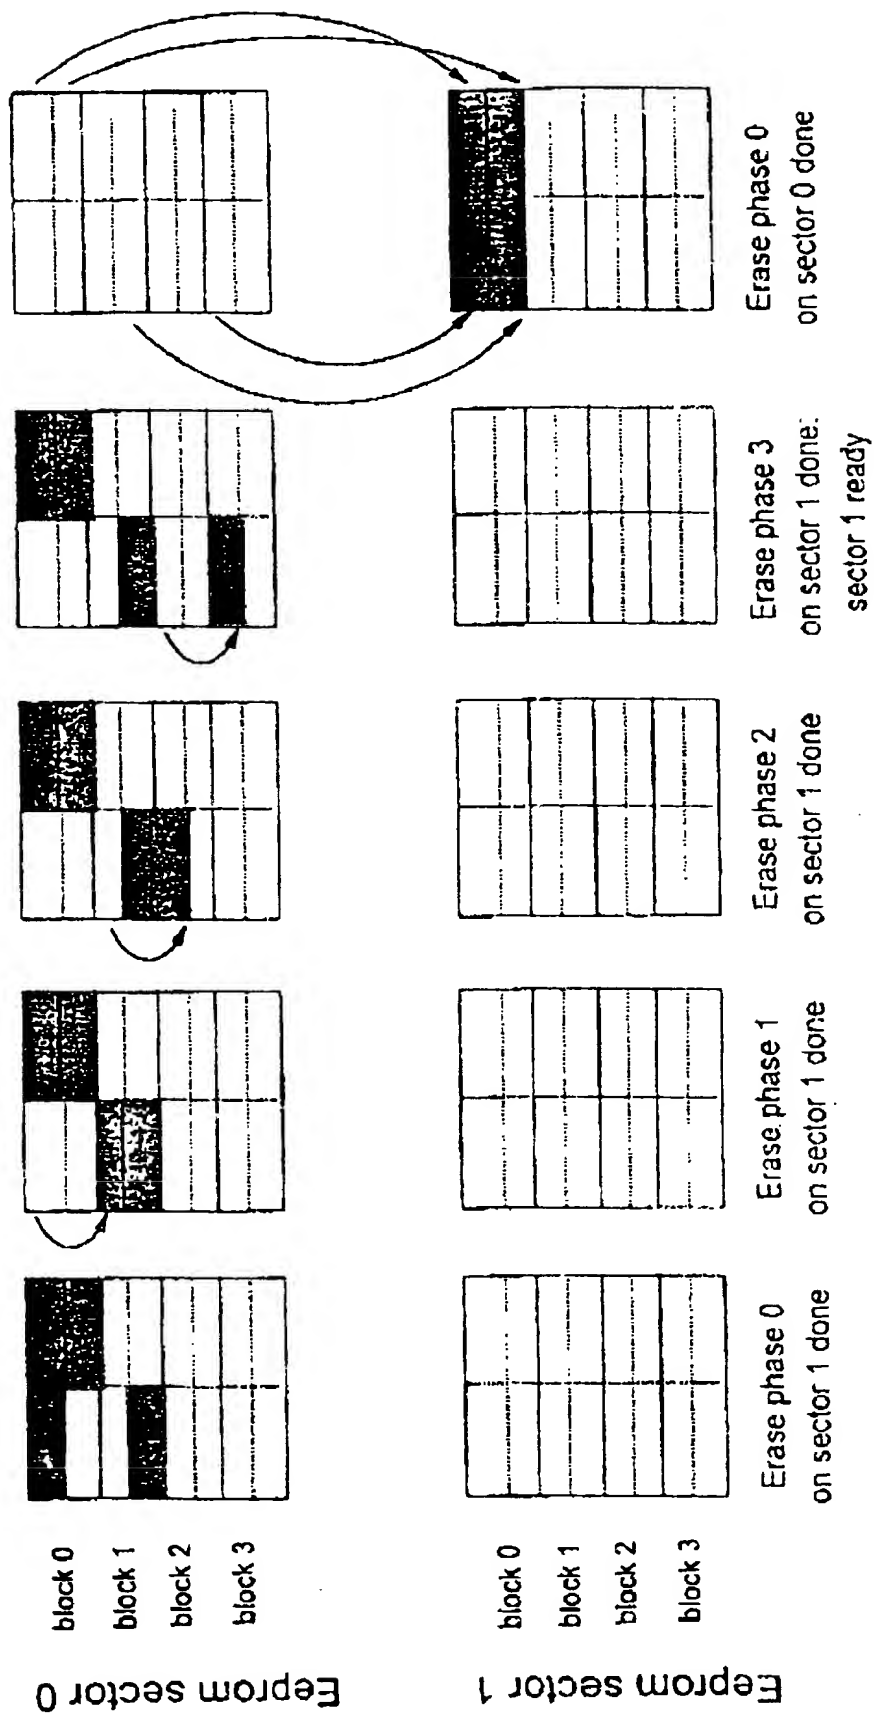 Eeprom sector 0
block 0
block 1
block 2
block 3
Eeprom sector 1
block 0
block 1
block 2
block 3
Erase phase 0
on sector 1 done
Erase phase 1
on sector 1 done
Erase phase 2
on sector 1 done
Erase phase 3
on sector 1 done:
sector 1 ready
Erase phase 0
on sector 0 done